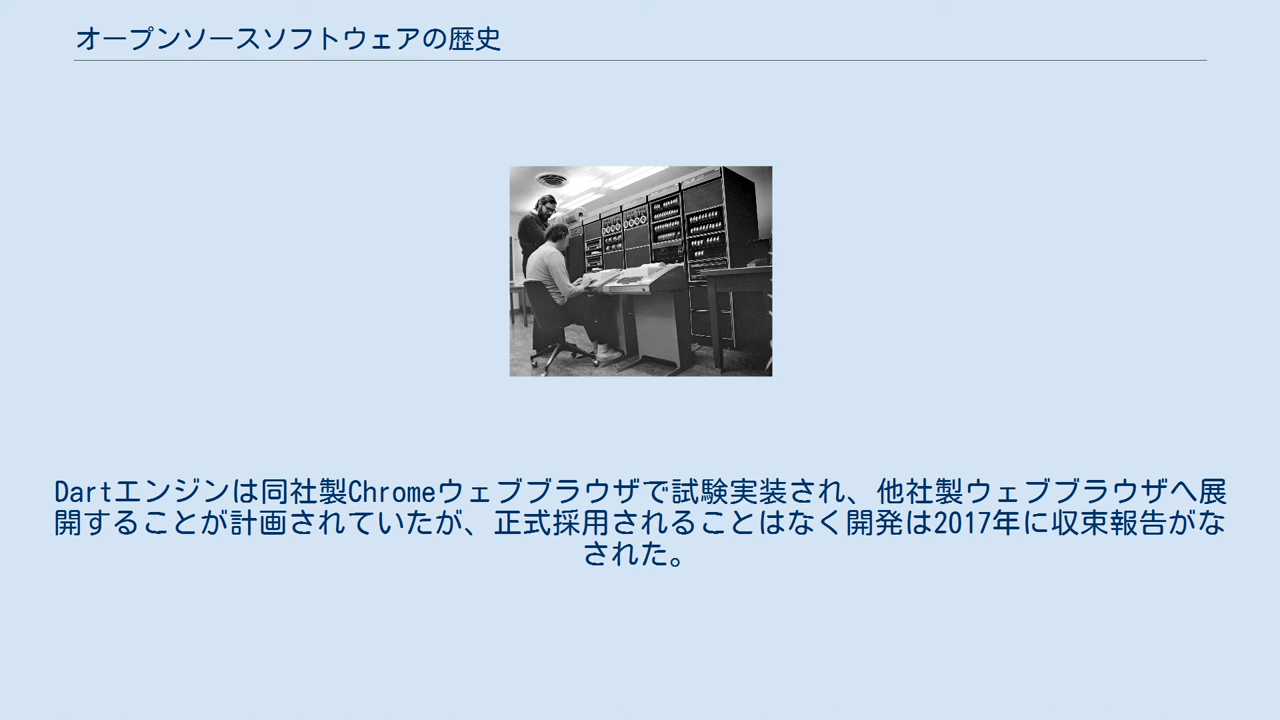 オープンソースソフトウェアの歴史
Dartエンジンは同社製Chromeウェブブラウザで試験実装され、他社製ウェブブラウザへ展
開することが計画されていたが、正式採用されることはなく開発は2017年に収束報告がな
された。